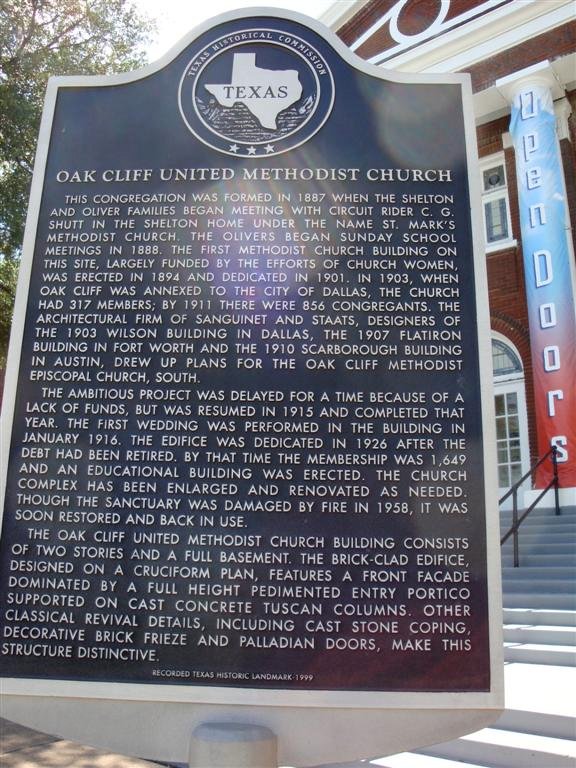 TEXAS HISTORICAL COMMISSION
TEXAS
OAK CLIFF UNITED METHODIST CHURCH
THIS CONGREGATION WAS FORMED IN 1887 WHEN THE SHELTON
AND OLIVER FAMILIES BEGAN MEETING WITH CIRCUIT RIDER C. G.
SHUTT IN THE SHELTON HOME UNDER THE NAME ST. MARK'S
METHODIST CHURCH. THE OLIVERS BEGAN SUNDAY SCHOOL
MEETINGS IN 1888. THE FIRST METHODIST CHURCH BUILDING ON
THIS SITE, LARGELY FUNDED BY THE EFFORTS OF CHURCH WOMEN,
WAS ERECTED IN 1894 AND DEDICATED IN 1901. IN 1903, WHEN
OAK CLIFF WAS ANNEXED TO THE CITY OF DALLAS, THE CHURCH
HAD 317 MEMBERS; BY 1911 THERE WERE 856 CONGREGANTS. THE
ARCHITECTURAL FIRM OF SANGUINET AND STAATS, DESIGNERS OF
THE 1903 WILSON BUILDING IN DALLAS, THE 1907 FLATIRON
BUILDING IN FORT WORTH AND THE 1910 SCARBOROUGH BUILDING
IN AUSTIN, DREW UP PLANS FOR THE OAK CLIFF METHODIST
EPISCOPAL CHURCH, SOUTH.
THE AMBITIOUS PROJECT WAS DELAYED FOR A TIME BECAUSE OF A
LACK OF FUNDS, BUT WAS RESUMED IN 1915 AND COMPLETED THAT
YEAR. THE FIRST WEDDING WAS PERFORMED IN THE BUILDING IN
JANUARY 1916. THE EDIFICE WAS DEDICATED IN 1926 AFTER THE
DEBT HAD BEEN RETIRED. BY THAT TIME THE MEMBERSHIP WAS 1,649
AND AN EDUCATIONAL BUILDING WAS ERECTED. THE CHURCH
COMPLEX HAS BEEN ENLARGED AND RENOVATED AS NEEDED.
THOUGH THE SANCTUARY WAS DAMAGED BY FIRE IN 1958, IT WAS
SOON RESTORED AND BACK IN USE.
THE OAK CLIFF UNITED METHODIST CHURCH BUILDING CONSISTS
OF TWO STORIES AND A FULL BASEMENT. THE BRICK-CLAD EDIFICE,
DESIGNED ON A CRUCIFORM PLAN, FEATURES A FRONT FACADE
DOMINATED BY A FULL HEIGHT PEDIMENTED ENTRY PORTICO
SUPPORTED ON CAST CONCRETE TUSCAN COLUMNS. OTHER
CLASSICAL REVIVAL DETAILS, INCLUDING CAST STONE COPING,
DECORATIVE BRICK FRIEZE AND PALLADIAN DOORS, MAKE THIS
STRUCTURE DISTINCTIVE.
RECORDED TEXAS HISTORIC LANDMARK-1999
Open Doors